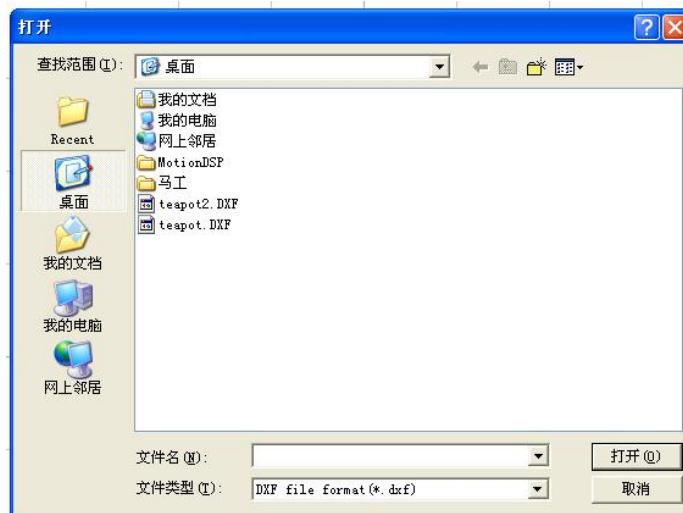 打开
查找范围(I): 桌面
Recent
桌面
我的文档
我的电脑
网上邻居
我的文档
我的电脑
网上邻居
MotionDSP
马工
teapot2.DXF
teapot.DXF
文件名(N): 打开(O)
文件类型(T): DXF file format(*.dxf) 取消